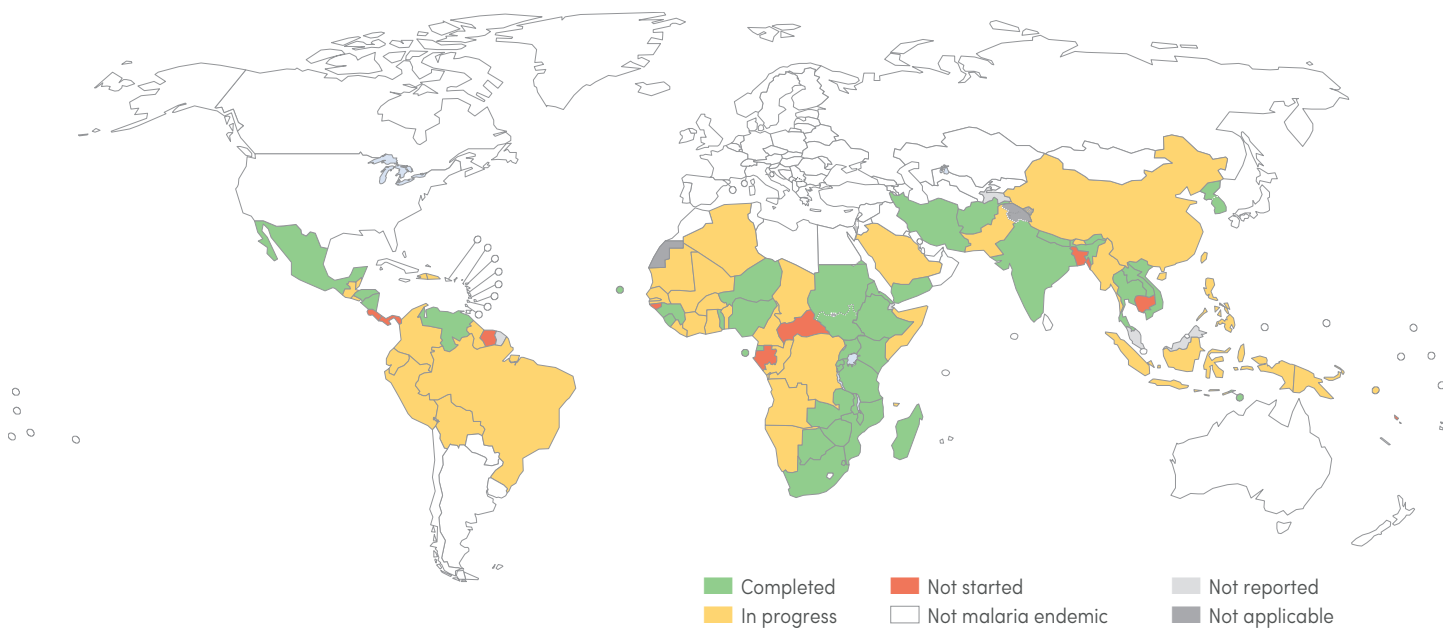 Completed
In progress
Not started
Not malaria endemic
Not reported
Not applicable